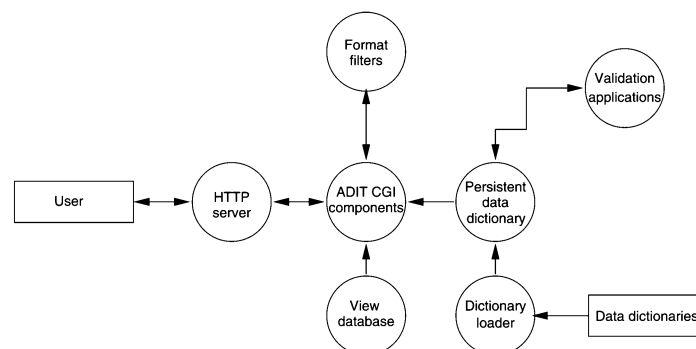 Format
filters
Validation
applications
User
HTTP
server
ADIT CGI
components
Persistent
data
dictionary
View
database
Dictionary
loader
Data dictionaries